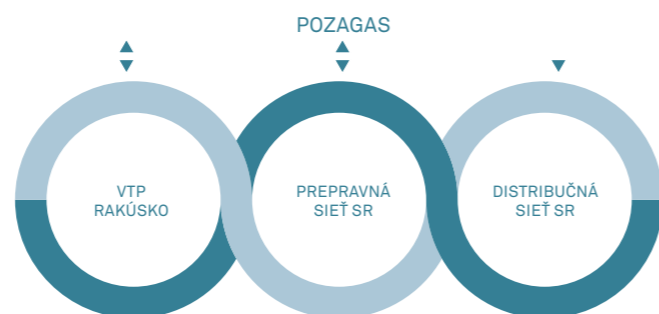 POZAGAS
VTP
RAKÚSKO
PREPRAVNÁ
SIEŤ SR
DISTRIBUČNÁ
SIEŤ SR